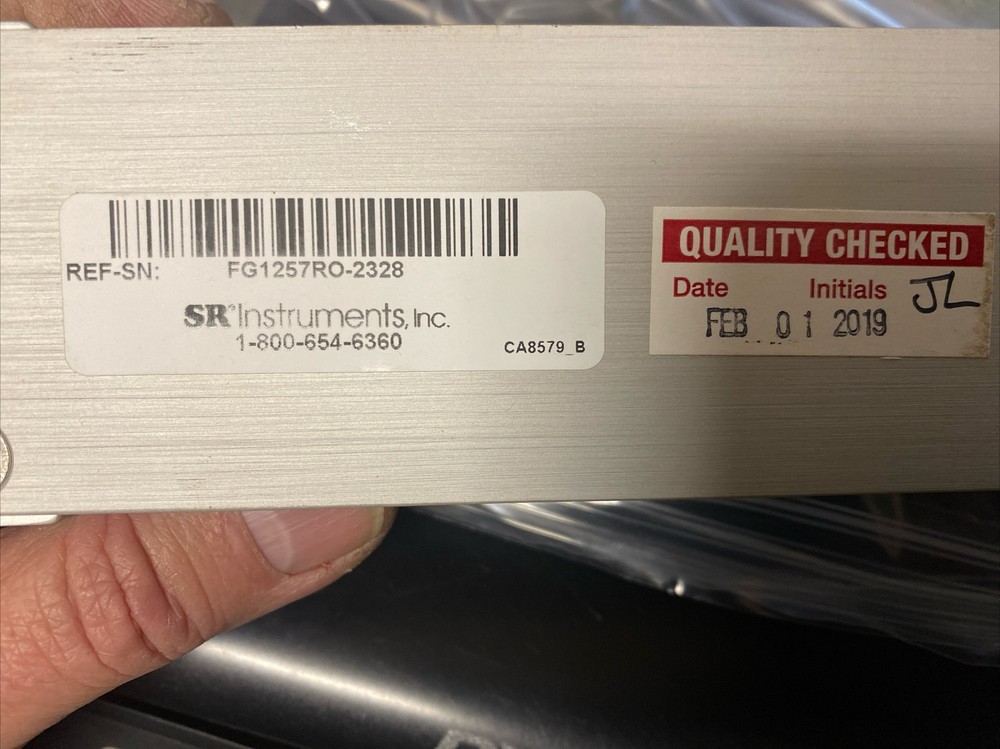 REF-SN: FG1257RO-2328
SR Instruments, Inc.
1-800-654-6360
CA8579_B
QUALITY CHECKED
Date Initials JL
FEB 01 2019